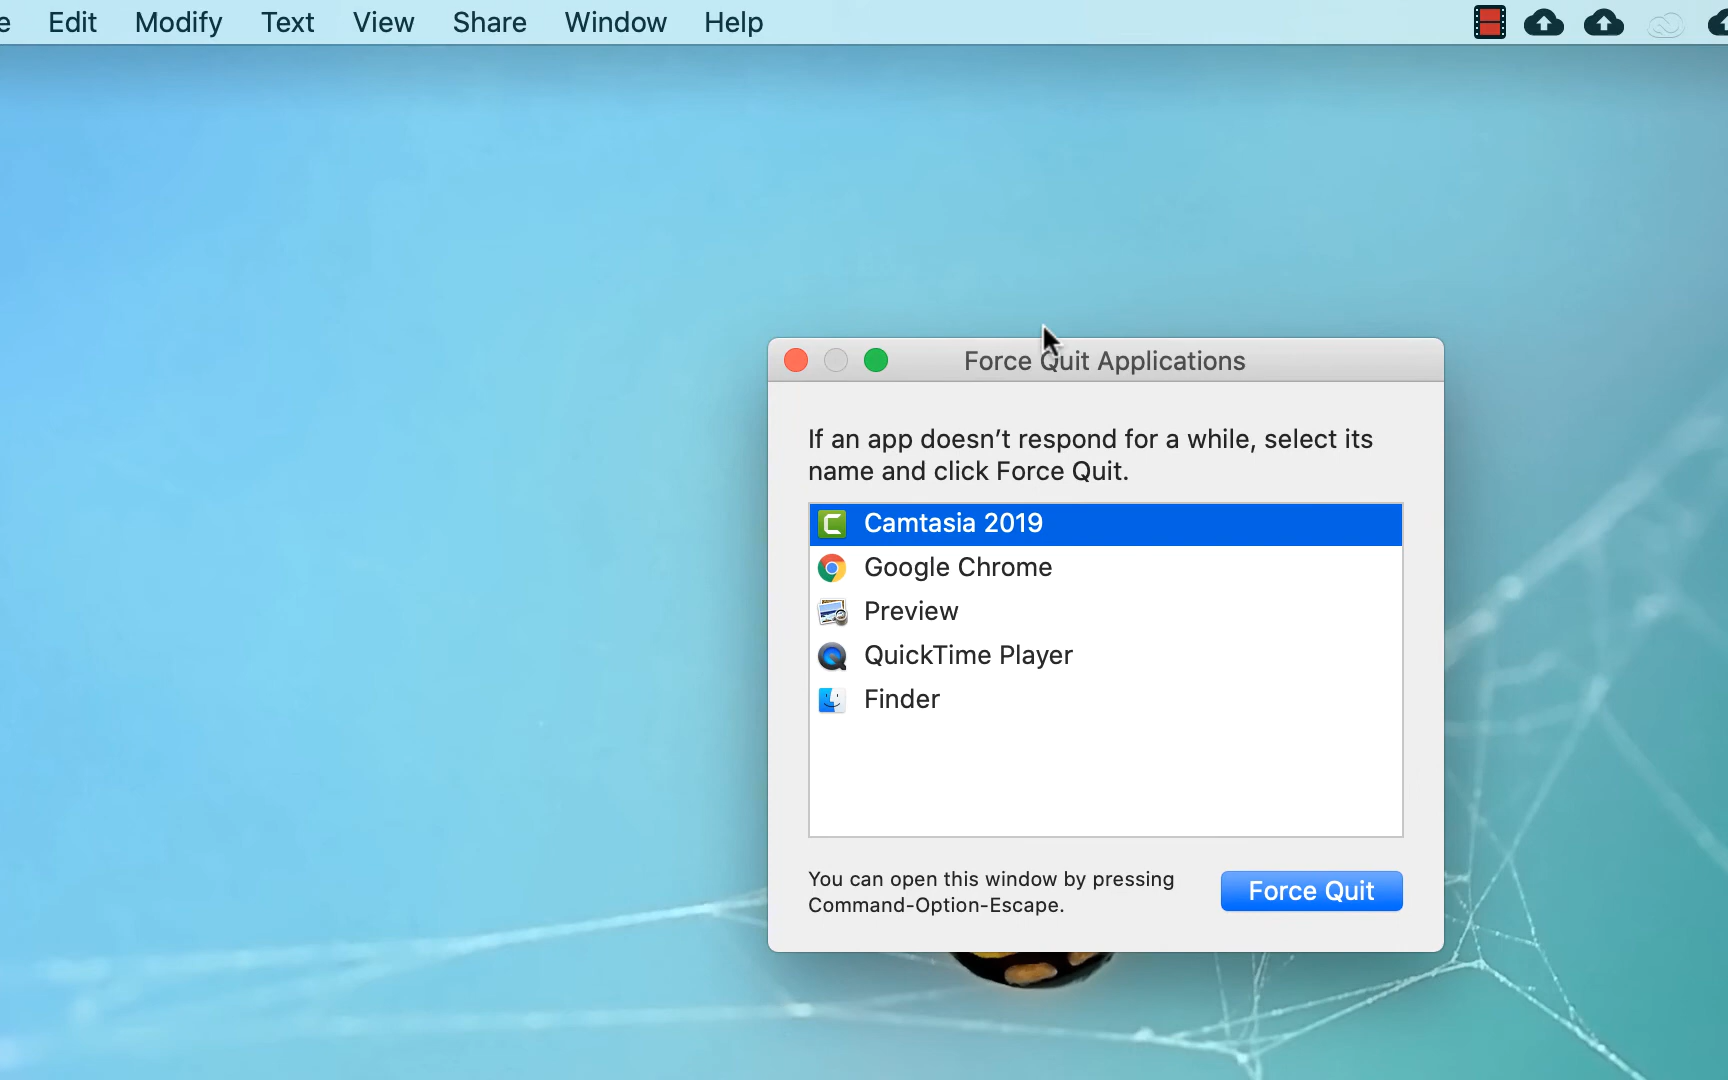 e Edit Modify Text View Share Window Help
Force Quit Applications
If an app doesn’t respond for a while, select its
name and click Force Quit.
Camtasia 2019
Google Chrome
Preview
QuickTime Player
Finder
You can open this window by pressing
Command-Option-Escape.
Force Quit